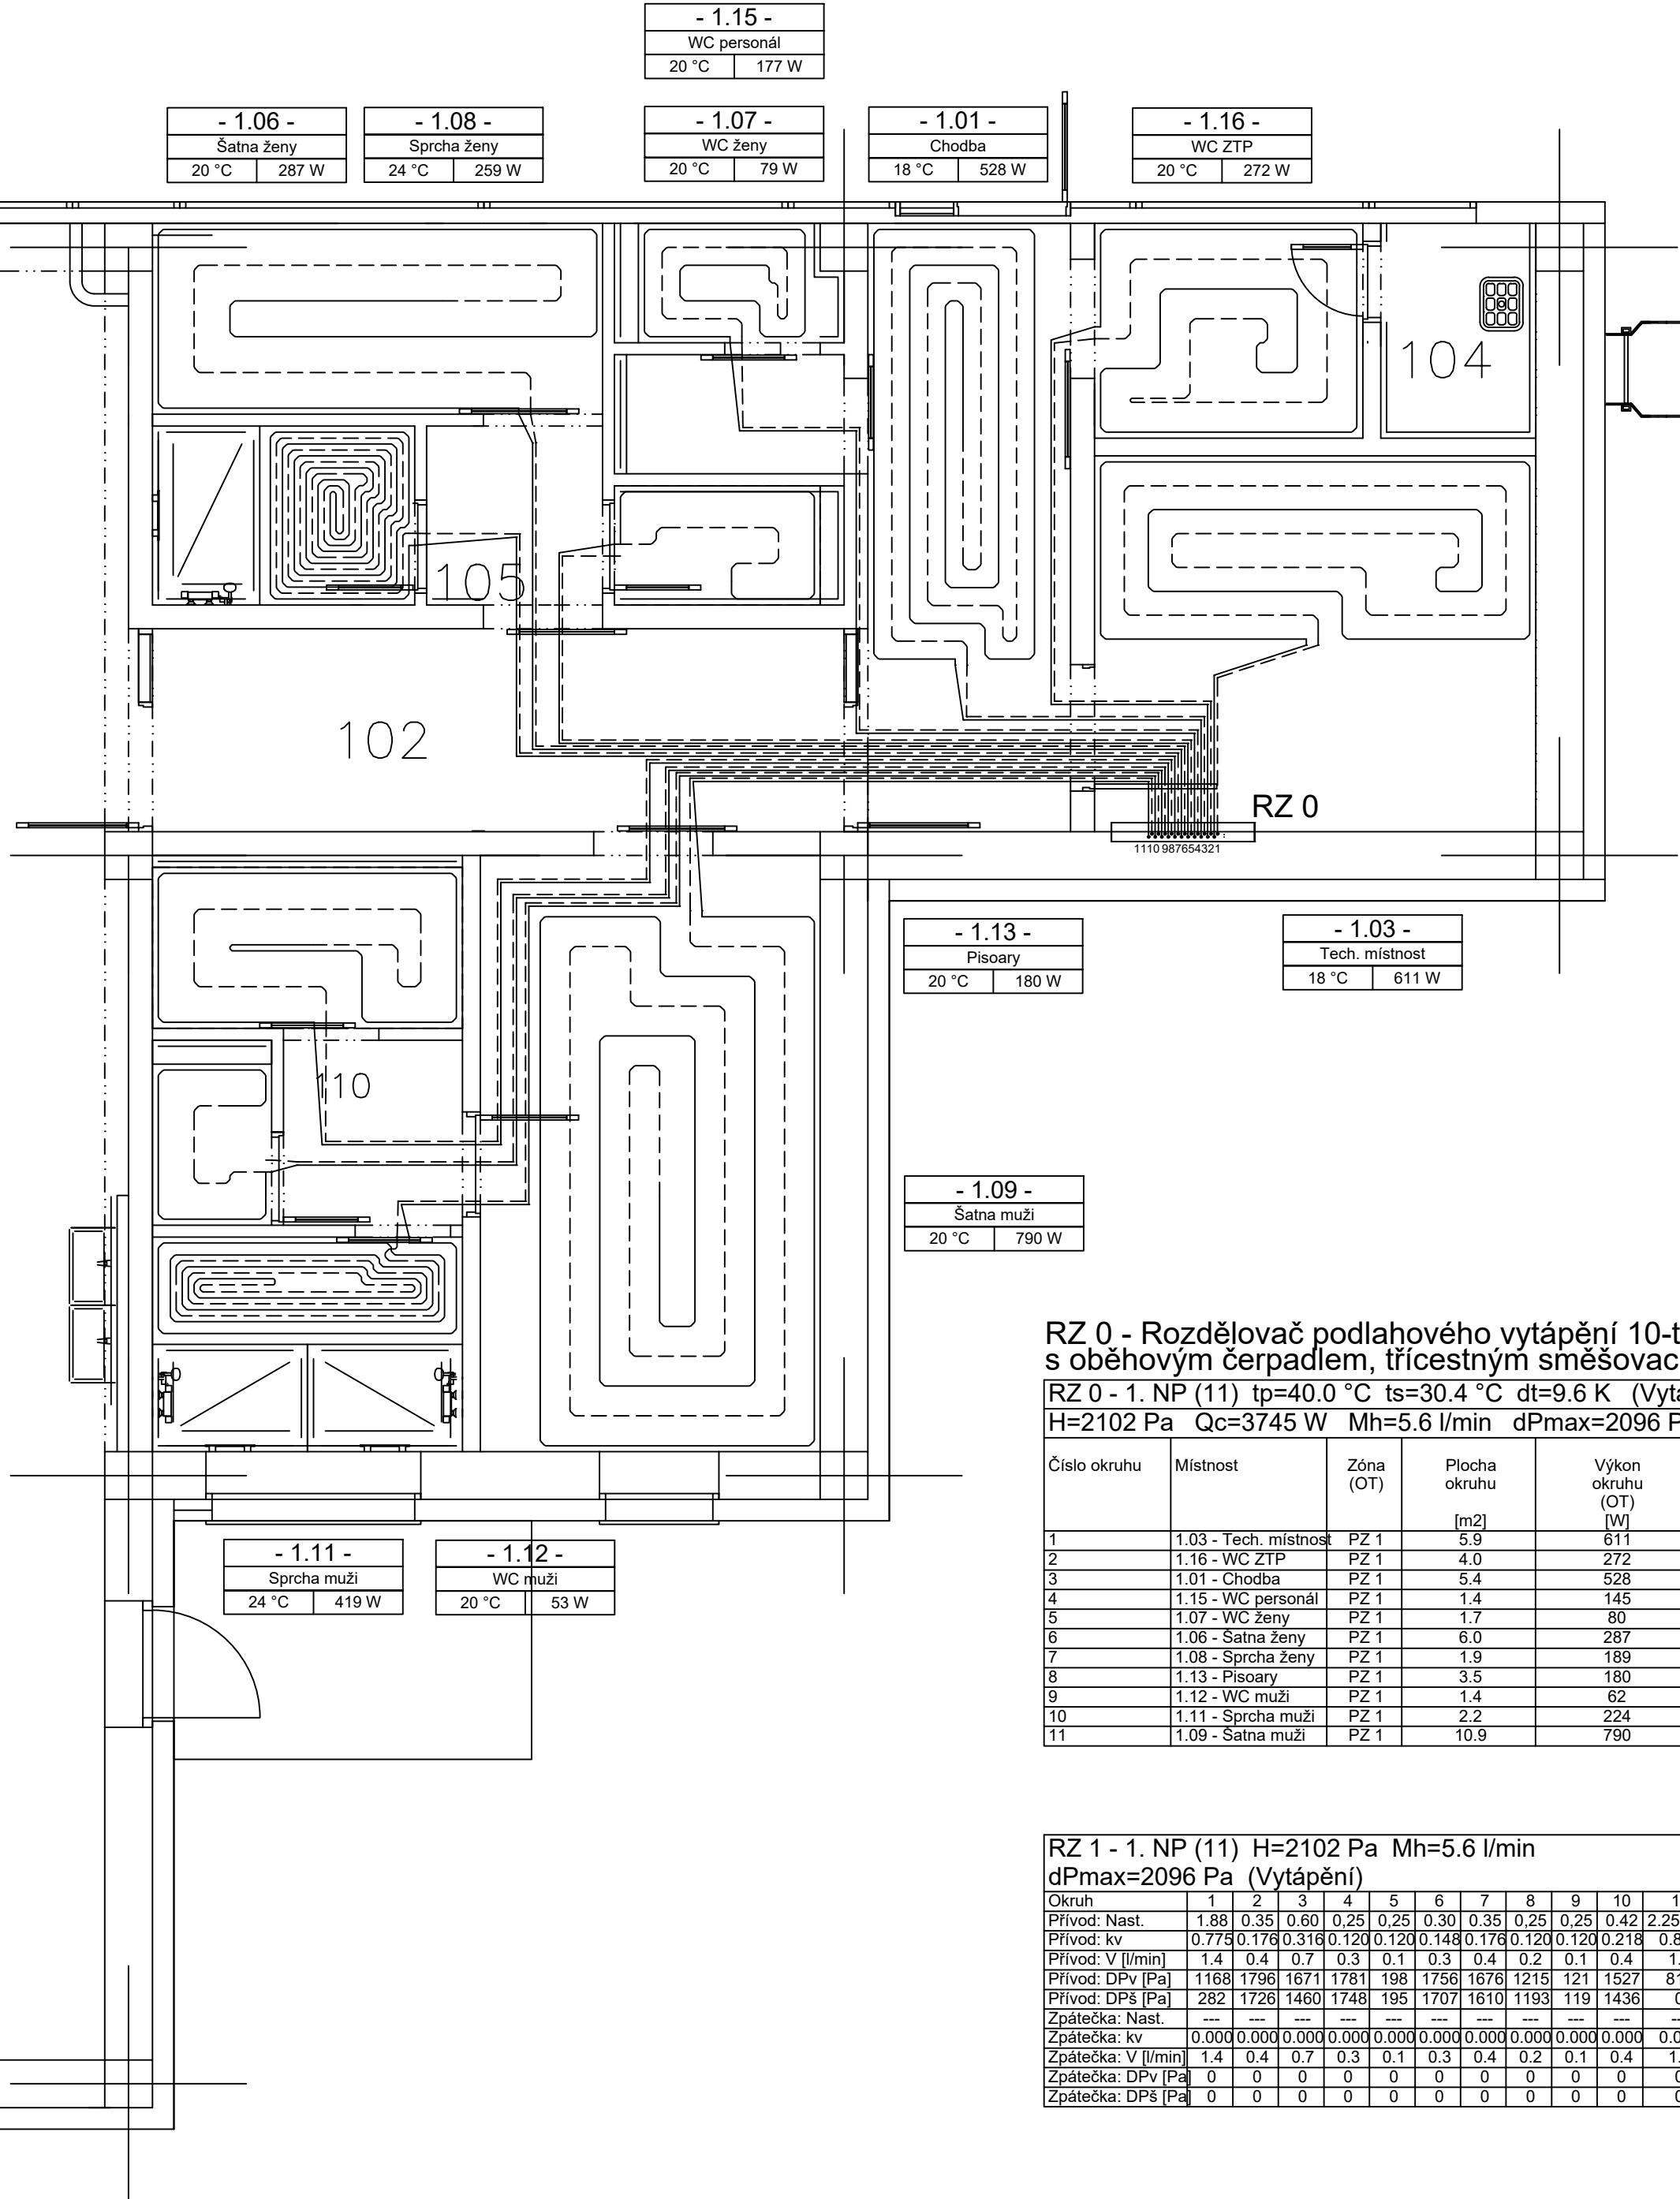 - 1.15 -
WC personál
20 °C 177 W
- 1.06 -
Šatna ženy
20 °C 287 W
- 1.08 -
Sprcha ženy
24 °C 259 W
- 1.07 -
WC ženy
20 °C 79 W
- 1.01 -
Chodba
18 °C 528 W
- 1.16 -
WC ZTP
20 °C 272 W
104
105
102
RZ 0
1110 987654321
- 1.13 -
Pisoary
20 °C 180 W
- 1.03 -
Tech. místnost
18 °C 611 W
110
- 1.09 -
Šatna muži
20 °C 790 W
- 1.11 -
Sprcha muži
24 °C 419 W
- 1.12 -
WC muži
20 °C 53 W
RZ 0 - Rozdělovač podlahového vytápění 10-t
s oběhovým čerpadlem, třícestným směšovac
RZ 0 - 1. NP (11) tp=40.0 °C ts=30.4 °C dt=9.6 K (Vytá
H=2102 Pa Qc=3745 W Mh=5.6 l/min dPmax=2096 P
Číslo okruhu Místnost Zóna Plocha Výkon
(OT) okruhu okruhu
(OT)
[m2] [W]
1 1.03 - Tech. místnost PZ 1 5.9 611
2 1.16 - WC ZTP PZ 1 4.0 272
3 1.01 - Chodba PZ 1 5.4 528
4 1.15 - WC personál PZ 1 1.4 145
5 1.07 - WC ženy PZ 1 1.7 80
6 1.06 - Šatna ženy PZ 1 6.0 287
7 1.08 - Sprcha ženy PZ 1 1.9 189
8 1.13 - Pisoary PZ 1 3.5 180
9 1.12 - WC muži PZ 1 1.4 62
10 1.11 - Sprcha muži PZ 1 2.2 224
11 1.09 - Šatna muži PZ 1 10.9 790
RZ 1 - 1. NP (11) H=2102 Pa Mh=5.6 l/min
dPmax=2096 Pa (Vytápění)
Okruh 1 2 3 4 5 6 7 8 9 10 1
Přívod: Nast. 1.88 0.35 0.60 0,25 0,25 0.30 0.35 0,25 0,25 0.42 2.25
Přívod: kv 0.775 0.176 0.316 0.120 0.120 0.148 0.176 0.120 0.120 0.218 0.8
Přívod: V [l/min] 1.4 0.4 0.7 0.3 0.1 0.3 0.4 0.2 0.1 0.4 1.
Přívod: DPv [Pa] 1168 1796 1671 1781 198 1756 1676 1215 121 1527 81
Přívod: DPš [Pa] 282 1726 1460 1748 195 1707 1610 1193 119 1436 0
Zpátečka: Nast. --- --- --- --- --- --- --- --- --- --- --
Zpátečka: kv 0.000 0.000 0.000 0.000 0.000 0.000 0.000 0.000 0.000 0.000 0.0
Zpátečka: V [l/min] 1.4 0.4 0.7 0.3 0.1 0.3 0.4 0.2 0.1 0.4 1.
Zpátečka: DPv [Pa] 0 0 0 0 0 0 0 0 0 0 0
Zpátečka: DPš [Pa] 0 0 0 0 0 0 0 0 0 0 0